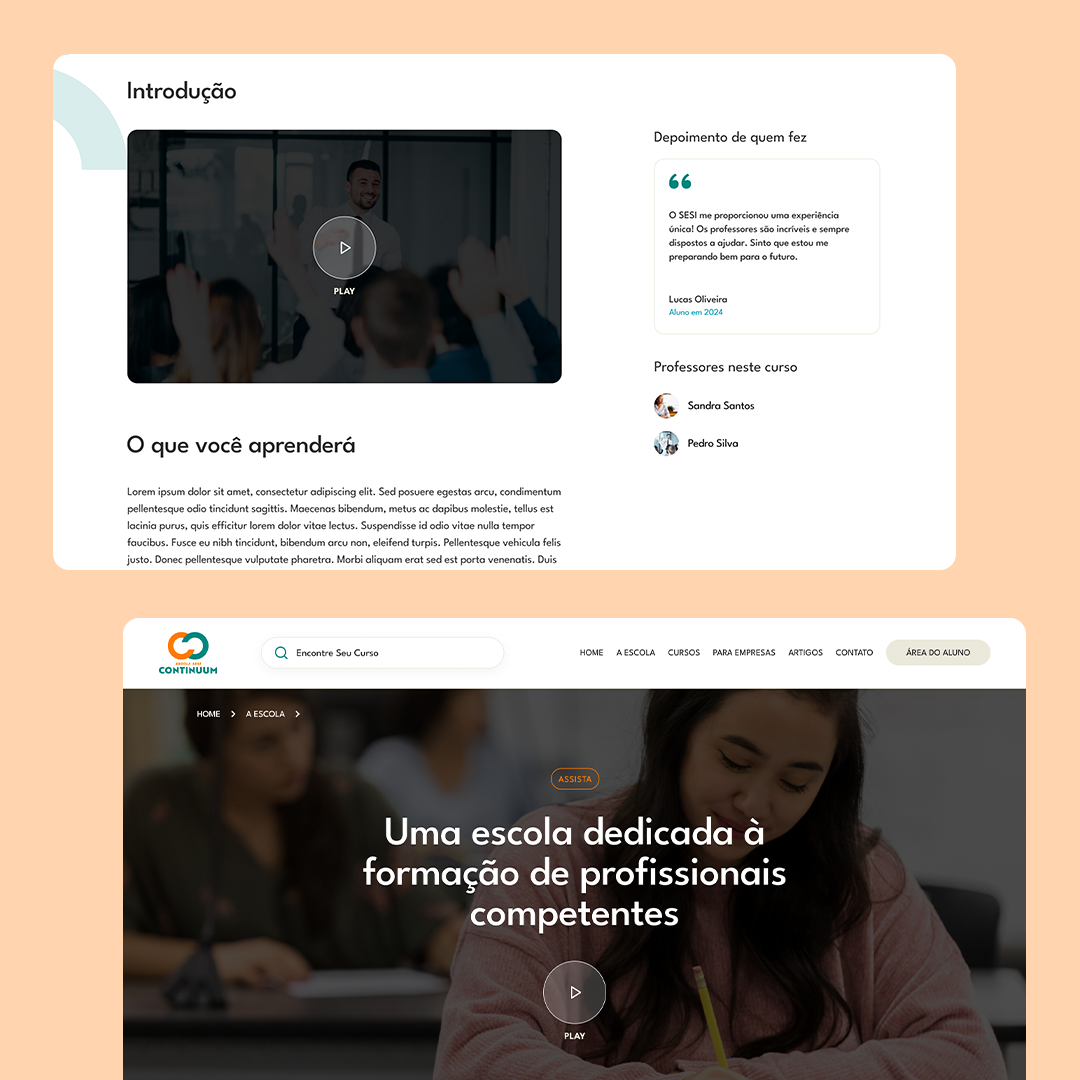 Introdução
PLAY
O que você aprenderá
Lorem ipsum dolor sit amet, consectetur adipiscing elit. Sed posuere egestas arcu, condimentum
pellentesque odio tincidunt sagittis. Maecenas bibendum, metus ac dapibus molestie, tellus est
lacinia purus, quis efficitur lorem dolor vitae lectus. Suspendisse id odio vitae nulla tempor
faucibus. Fusce eu nibh tincidunt, bibendum arcu non, eleifend turpis. Pellentesque vehicula felis
justo. Donec pellentesque vulputate pharetra. Morbi aliquam erat sed est porta venenatis. Duis
Depoimento de quem fez
“
O SESI me proporcionou uma experiência
única! Os professores são incríveis e sempre
dispostos a ajudar. Sinto que estou me
preparando bem para o futuro.
Lucas Oliveira
Aluno em 2024
Professores neste curso
Sandra Santos
Pedro Silva
CONTINUUM
Encontre Seu Curso
HOME A ESCOLA CURSOS PARA EMPRESAS ARTIGOS CONTATO ÁREA DO ALUNO
HOME > A ESCOLA >
ASSISTA
Uma escola dedicada à
formação de profissionais
competentes
PLAY